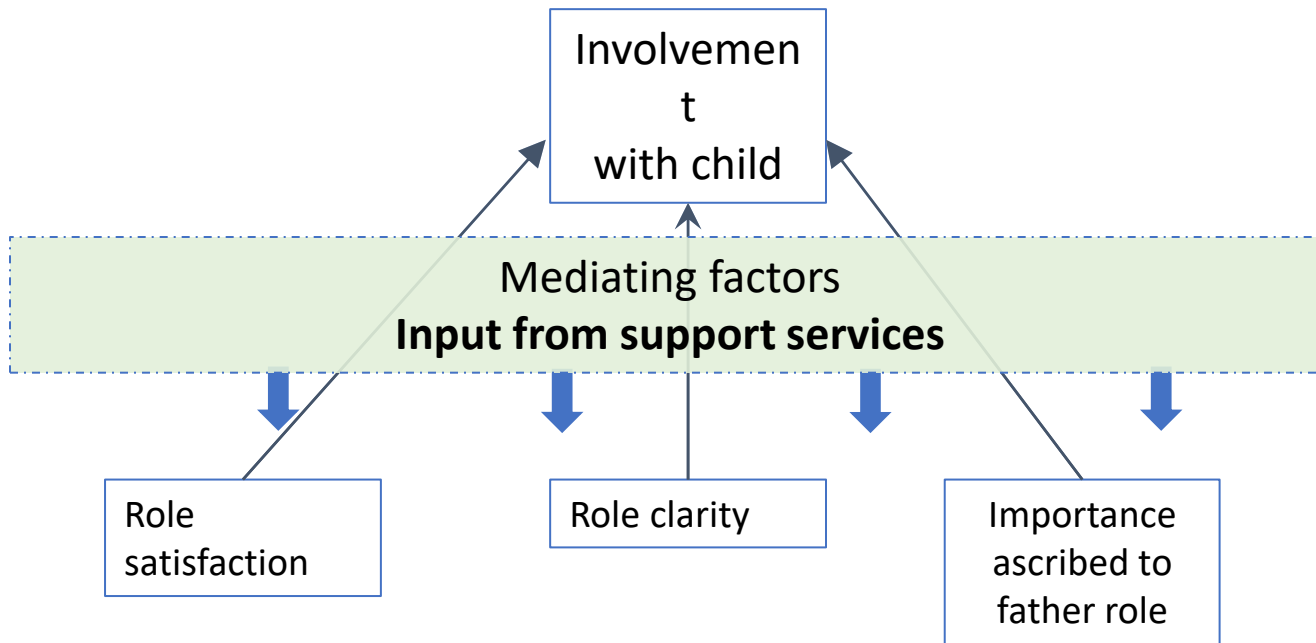 Involvemen
t
with child
Mediating factors
Input from support services
Role
satisfaction
Role clarity
Importance
ascribed to
father role